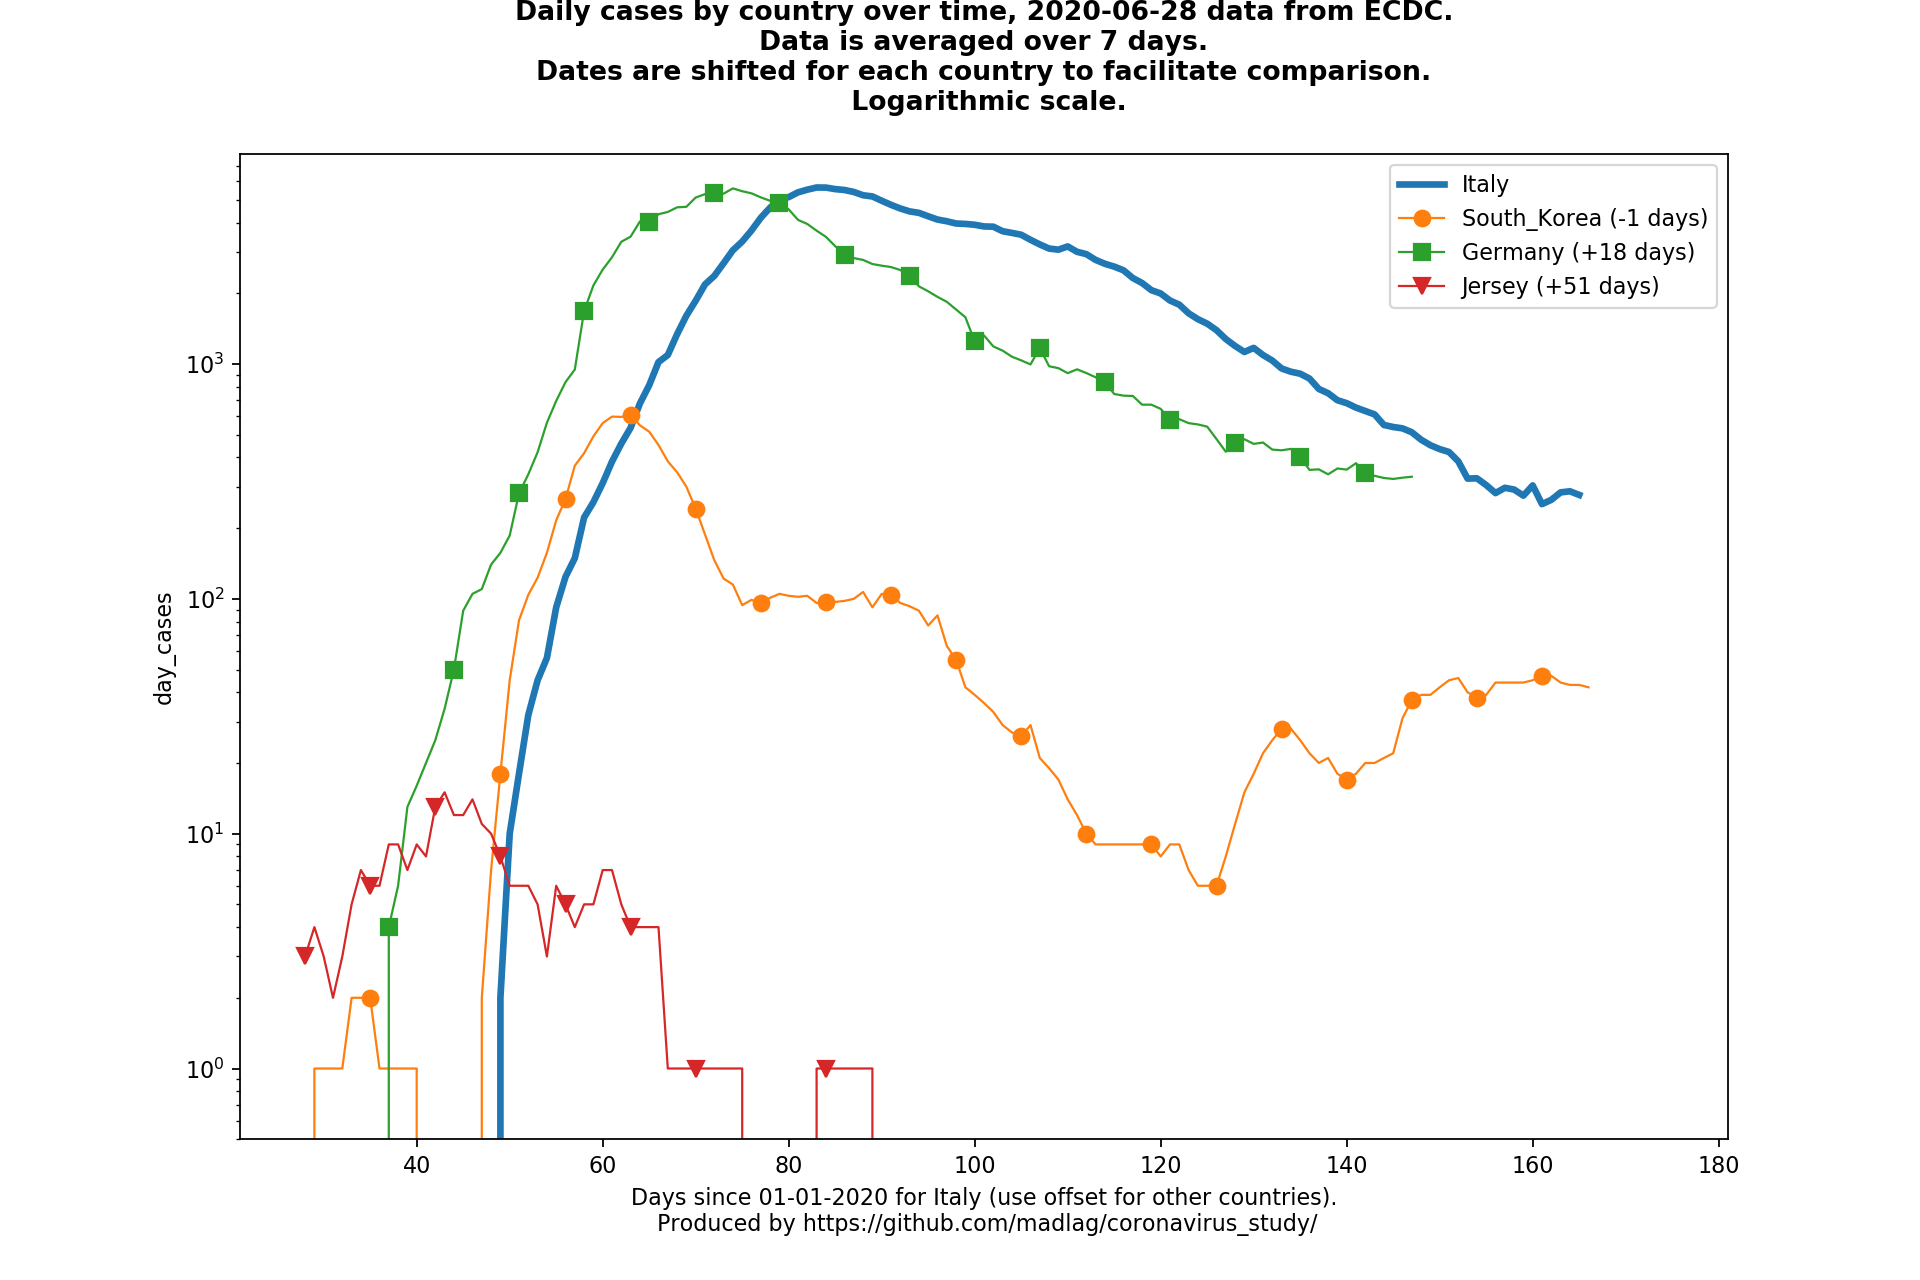 Daily cases by country over time, 2020-06-28 data from ECDC.
Data is averaged over 7 days.
Dates are shifted for each country to facilitate comparison.
Logarithmic scale.
Italy
South_Korea (-1 days)
Germany (+18 days)
Jersey (+51 days)
day_cases
10³
10²
10¹
10⁰
40 60 80 100 120 140 160 180
Days since 01-01-2020 for Italy (use offset for other countries).
Produced by https://github.com/madlag/coronavirus_study/